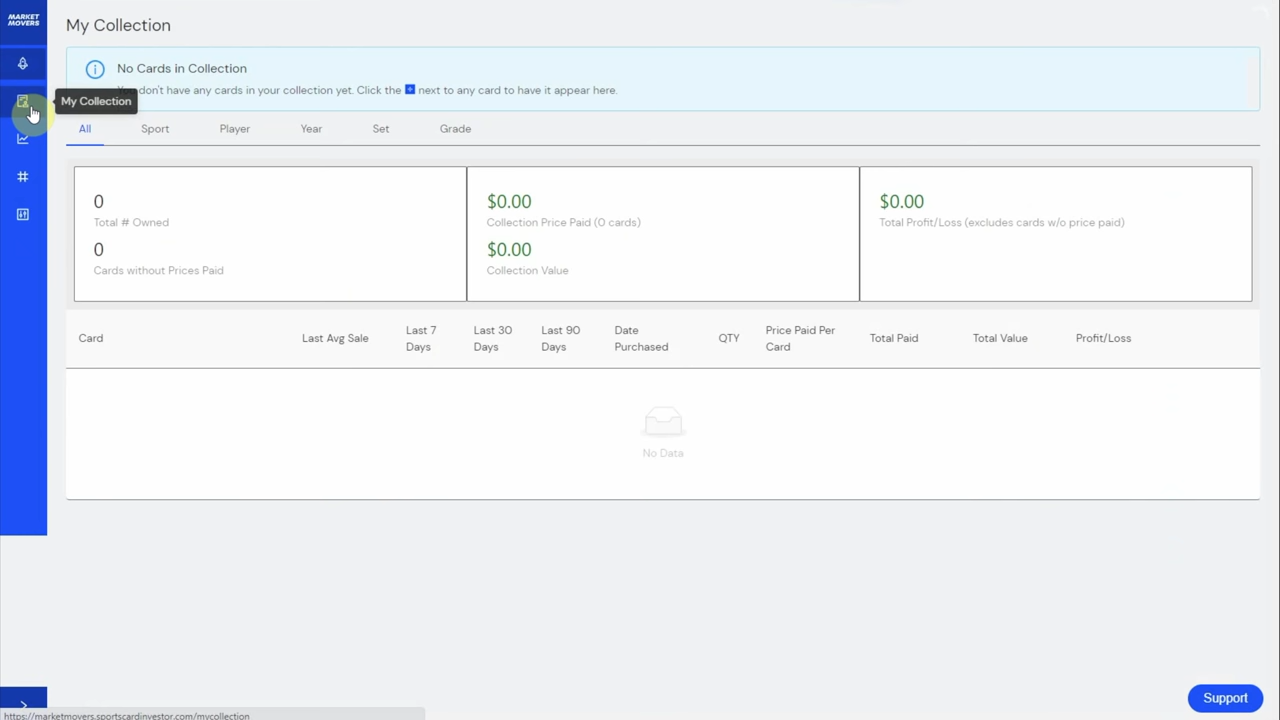 MARKET
MOVERS
My Collection
No Cards in Collection
don't have any cards in your collection yet. Click the next to any card to have it appear here.
My Collection
All Sport Player Year Set Grade
0
Total # Owned
0
Cards without Prices Paid
$0.00
Collection Price Paid (0 cards)
$0.00
Collection Value
$0.00
Total Profit/Loss (excludes cards w/o price paid)
Card Last Avg Sale Last 7 Days Last 30 Days Last 90 Days Date Purchased QTY Price Paid Per Card Total Paid Total Value Profit/Loss
No Data
Support
https://marketmovers.sportscardinvestor.com/mycollection